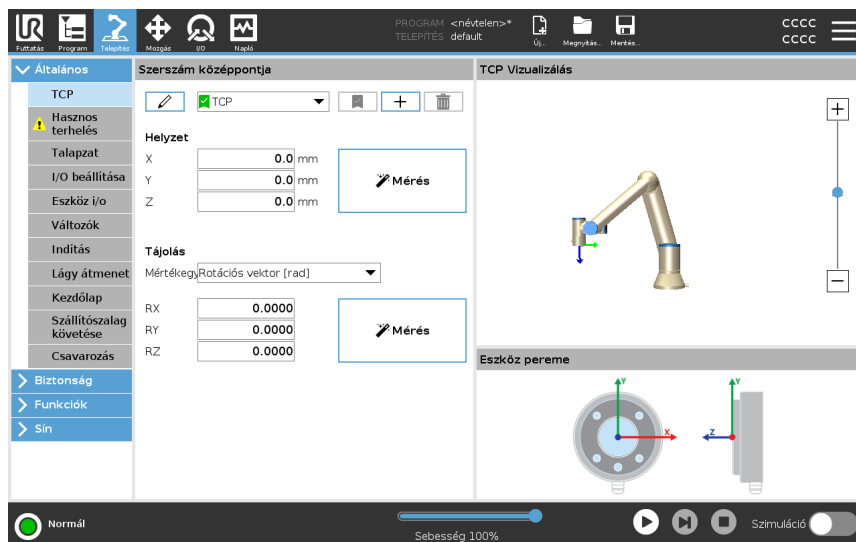 UR
PROGRAM <névtelen>*
TELEPÍTÉS default
CCCC
CCCC
Futtatás Program Telepítés Mozgás I/O Napló Új... Megnyitás... Mentés...
Általános
TCP
Hasznos
terhelés
Talapzat
I/O beállítása
Eszköz i/o
Változók
Indítás
Lágy átmenet
Kezdőlap
Szállítószalag
követése
Csavarozás
Biztonság
Funkciók
Sín
Szerszám középpontja
TCP
Helyzet
X 0.0 mm
Y 0.0 mm
Z 0.0 mm
Mérés
Tájolás
Mértékegy Rotációs vektor [rad]
RX 0.0000
RY 0.0000
RZ 0.0000
Mérés
TCP Vizualizálás
Eszköz pereme
Y
X
Y
Z
Normál
Sebesség 100%
Szimuláció